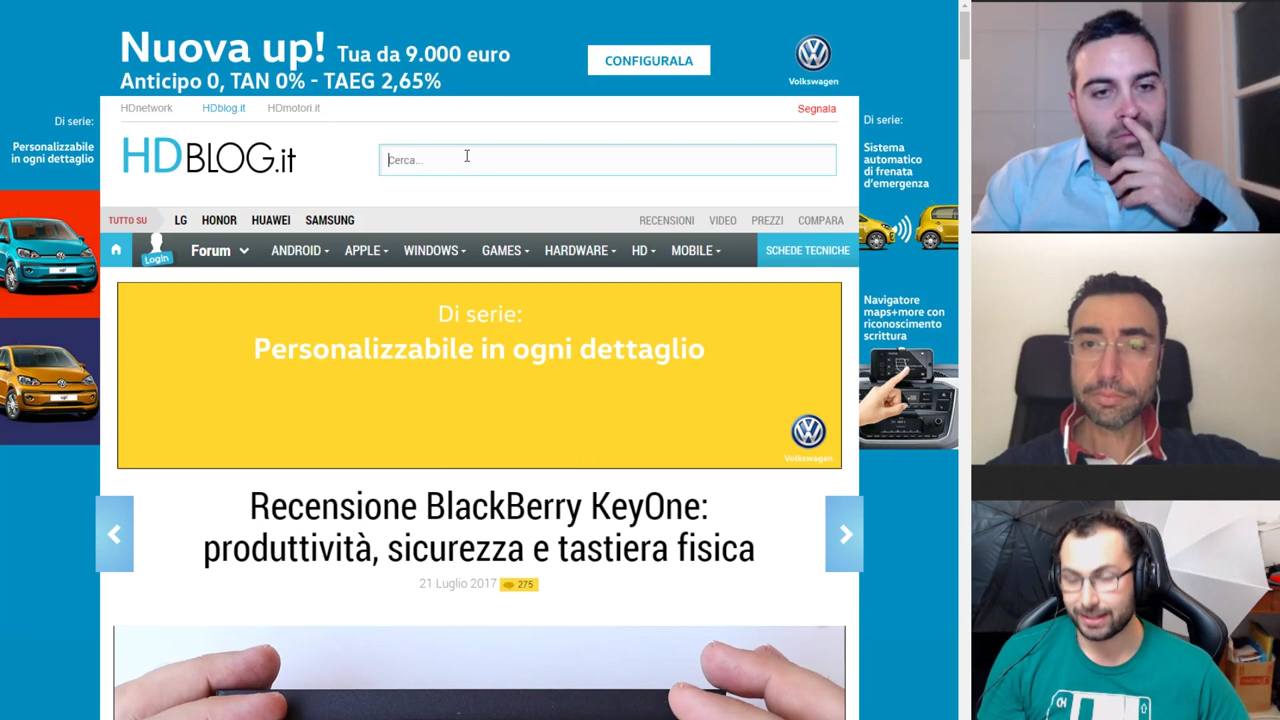 Nuova up! Tua da 9.000 euro
Anticipo 0, TAN 0% - TAEG 2,65%
CONFIGURALA
Volkswagen
HDnetwork HDblog.it HDmotori.it Segnala
HDBLOG.it
Cerca...
Di serie:
Personalizzabile
in ogni dettaglio
Di serie:
Sistema
automatico
di frenata
d'emergenza
TUTTO SU LG HONOR HUAWEI SAMSUNG RECENSIONI VIDEO PREZZI COMPARA
Login Forum ANDROID APPLE WINDOWS GAMES HARDWARE HD MOBILE SCHEDE TECNICHE
Di serie:
Personalizzabile in ogni dettaglio
Volkswagen
Navigatore
maps+more con
riconoscimento
scrittura
Recensione BlackBerry KeyOne:
produttività, sicurezza e tastiera fisica
21 Luglio 2017 275